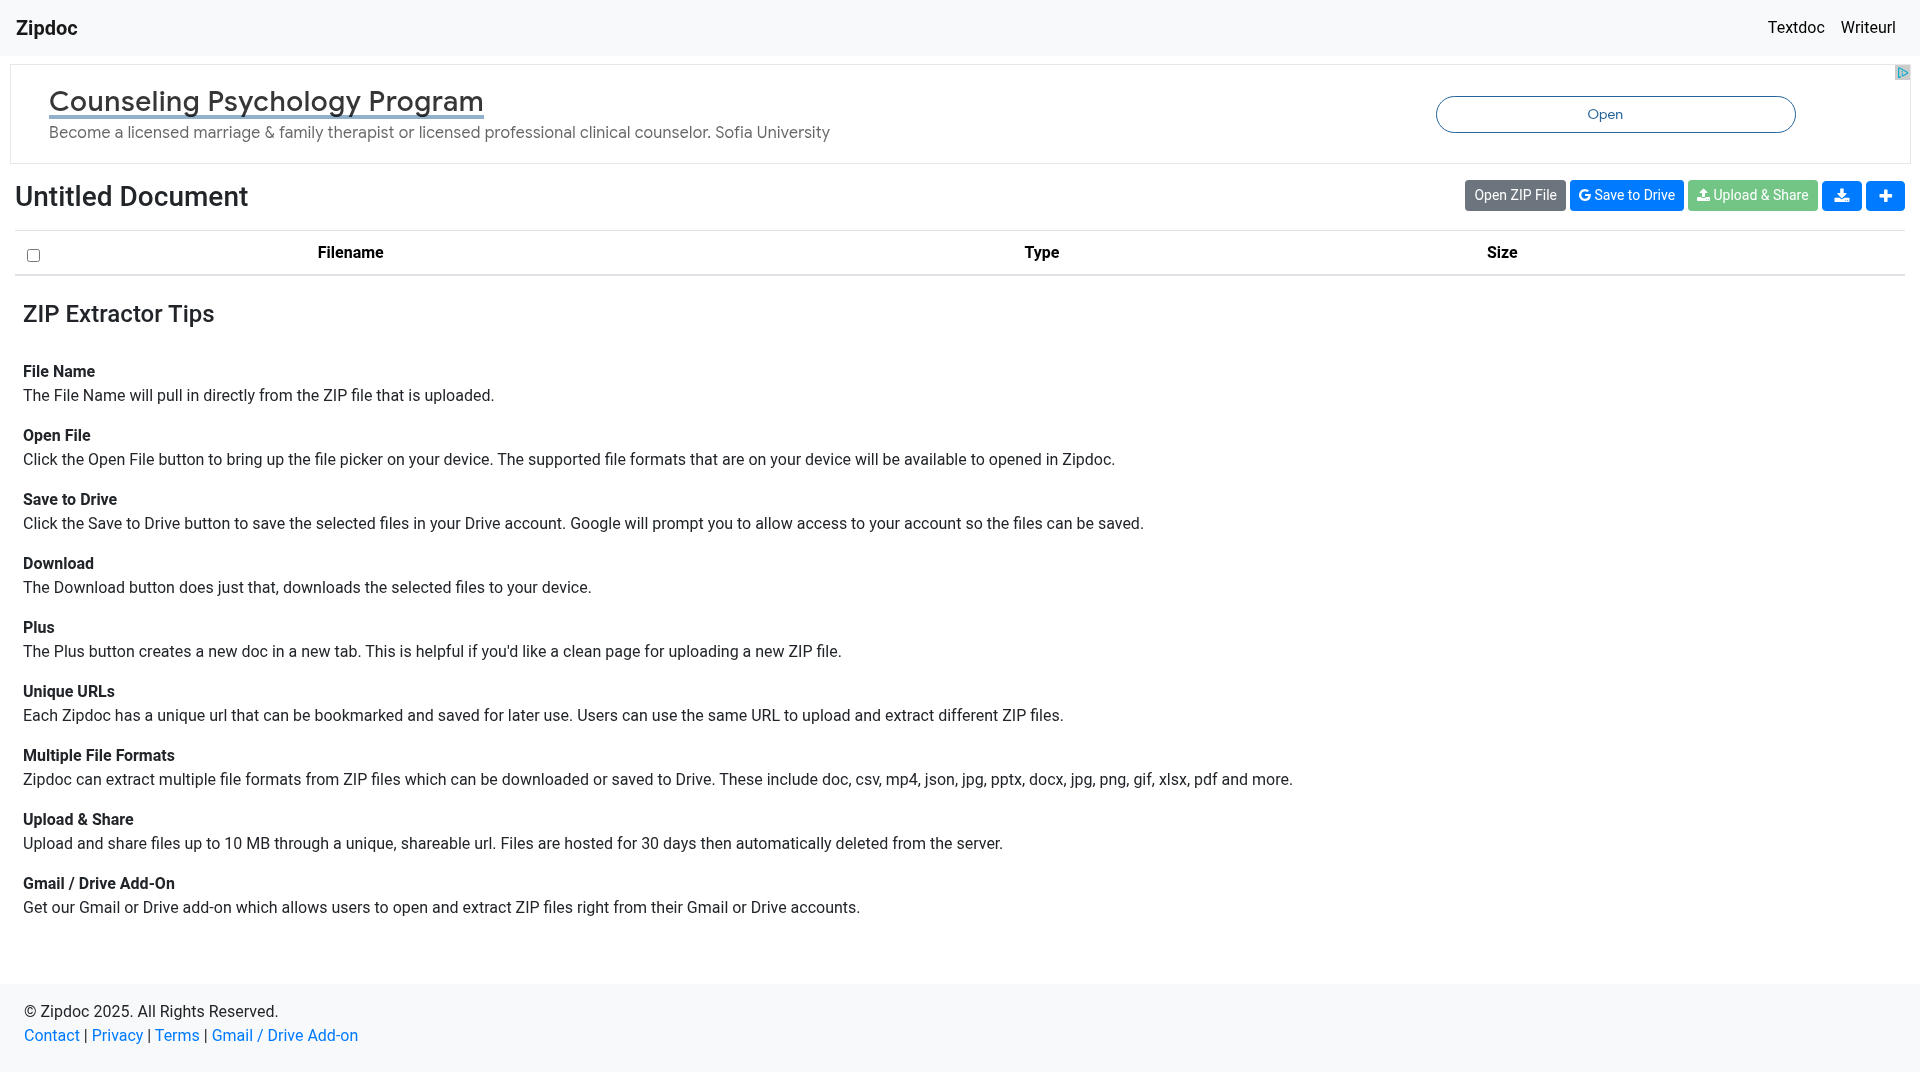 Zipdoc Textdoc Writeurl
Counseling Psychology Program
Become a licensed marriage & family therapist or licensed professional clinical counselor. Sofia University
Open
Untitled Document
Open ZIP File Save to Drive Upload & Share
Filename Type Size
ZIP Extractor Tips
File Name
The File Name will pull in directly from the ZIP file that is uploaded.
Open File
Click the Open File button to bring up the file picker on your device. The supported file formats that are on your device will be available to opened in Zipdoc.
Save to Drive
Click the Save to Drive button to save the selected files in your Drive account. Google will prompt you to allow access to your account so the files can be saved.
Download
The Download button does just that, downloads the selected files to your device.
Plus
The Plus button creates a new doc in a new tab. This is helpful if you'd like a clean page for uploading a new ZIP file.
Unique URLs
Each Zipdoc has a unique url that can be bookmarked and saved for later use. Users can use the same URL to upload and extract different ZIP files.
Multiple File Formats
Zipdoc can extract multiple file formats from ZIP files which can be downloaded or saved to Drive. These include doc, csv, mp4, json, jpg, pptx, docx, jpg, png, gif, xlsx, pdf and more.
Upload & Share
Upload and share files up to 10 MB through a unique, shareable url. Files are hosted for 30 days then automatically deleted from the server.
Gmail / Drive Add-On
Get our Gmail or Drive add-on which allows users to open and extract ZIP files right from their Gmail or Drive accounts.
© Zipdoc 2025. All Rights Reserved.
Contact | Privacy | Terms | Gmail / Drive Add-on